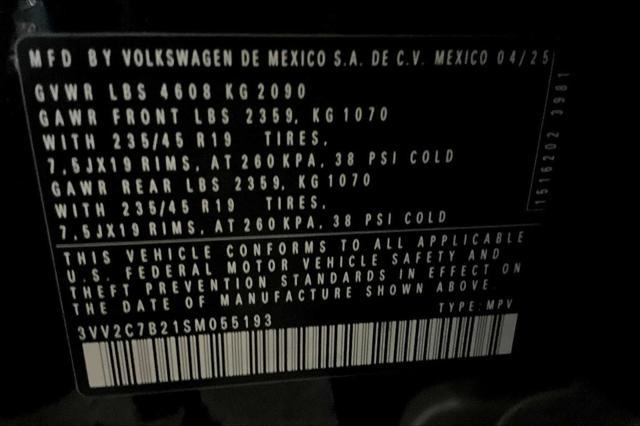 MFD BY VOLKSWAGEN DE MEXICO S.A. DE C.V. MEXICO 04/25
GVWR LBS 4608 KG 2090
GAWR FRONT LBS 2359, KG 1070
WITH 235/45 R19 TIRES,
7,5JX19 RIMS, AT 260 KPA, 38 PSI COLD
GAWR REAR LBS 2359, KG 1070
WITH 235/45 R19 TIRES,
7,5JX19 RIMS, AT 260 KPA, 38 PSI COLD
1516202 3981
THIS VEHICLE CONFORMS TO ALL APPLICABLE
U.S. FEDERAL MOTOR VEHICLE SAFETY AND
THEFT PREVENTION STANDARDS IN EFFECT ON
THE DATE OF MANUFACTURE SHOWN ABOVE.
TYPE: MPV
3VV2C7B21SM055193